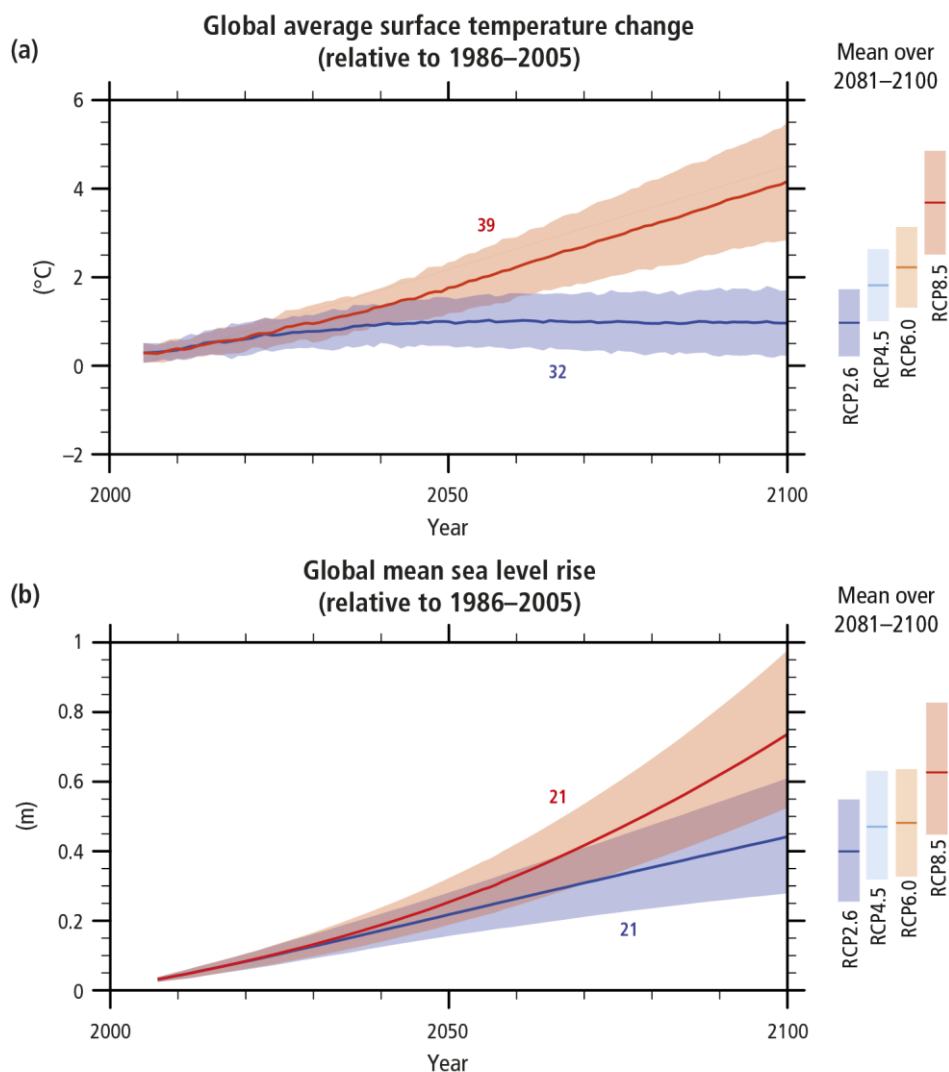 (a)
Global average surface temperature change
(relative to 1986–2005)
Mean over
2081–2100
6
4
2
0
–2
(°C)
39
32
2000
2050
2100
Year
RCP2.6
RCP4.5
RCP6.0
RCP8.5
(b)
Global mean sea level rise
(relative to 1986–2005)
Mean over
2081–2100
1
0.8
0.6
0.4
0.2
0
(m)
21
21
2000
2050
2100
Year
RCP2.6
RCP4.5
RCP6.0
RCP8.5